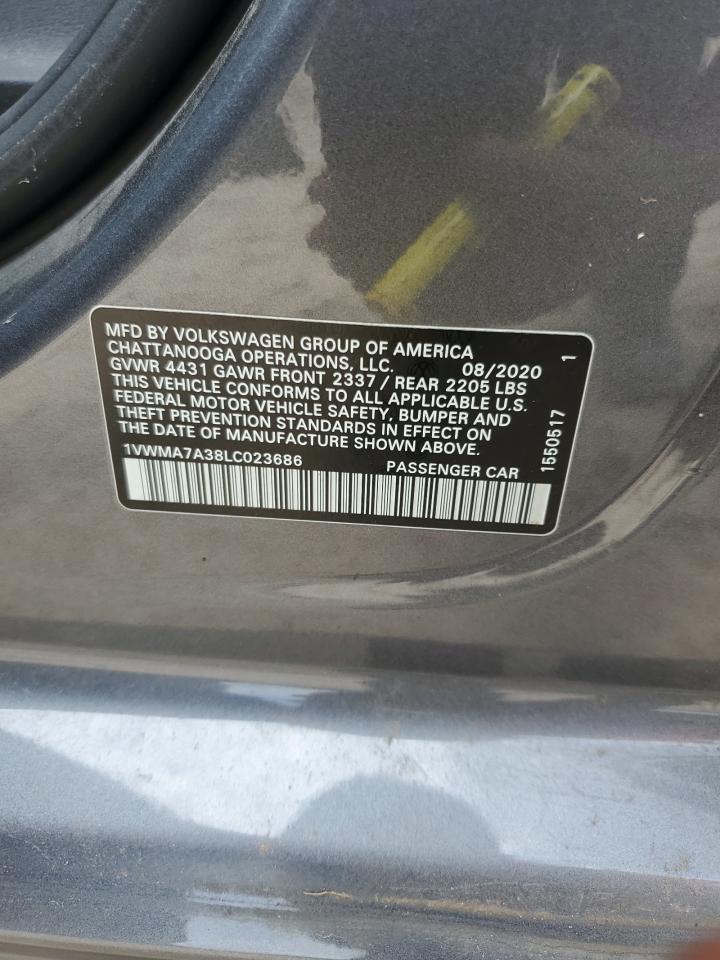 MFD BY VOLKSWAGEN GROUP OF AMERICA
CHATTANOOGA OPERATIONS, LLC. 08/2020
GVWR 4431 GAWR FRONT 2337 / REAR 2205 LBS
THIS VEHICLE CONFORMS TO ALL APPLICABLE U.S.
FEDERAL MOTOR VEHICLE SAFETY, BUMPER AND
THEFT PREVENTION STANDARDS IN EFFECT ON
THE DATE OF MANUFACTURE SHOWN ABOVE.
1VWMA7A38LC023686 PASSENGER CAR
1550517 1